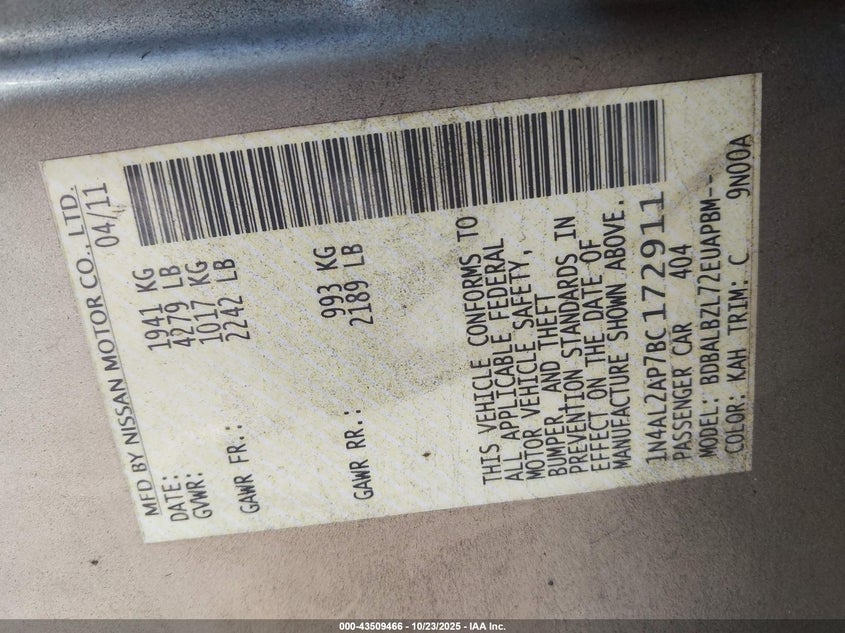 MFD BY NISSAN MOTOR CO., LTD.
DATE: 04/11
GVWR: 1941 KG
4279 LB
GAWR FR.: 1017 KG
2242 LB
GAWR RR.: 993 KG
2189 LB
THIS VEHICLE CONFORMS TO
ALL APPLICABLE FEDERAL
MOTOR VEHICLE SAFETY,
BUMPER, AND THEFT
PREVENTION STANDARDS IN
EFFECT ON THE DATE OF
MANUFACTURE SHOWN ABOVE.
1N4AL2AP7BC172911
PASSENGER CAR 404
MODEL: BDBALBZL72EUAPBM--
COLOR: KAH TRIM: C 9N00A
000-43509466 - 10/23/2025 - IAA Inc.